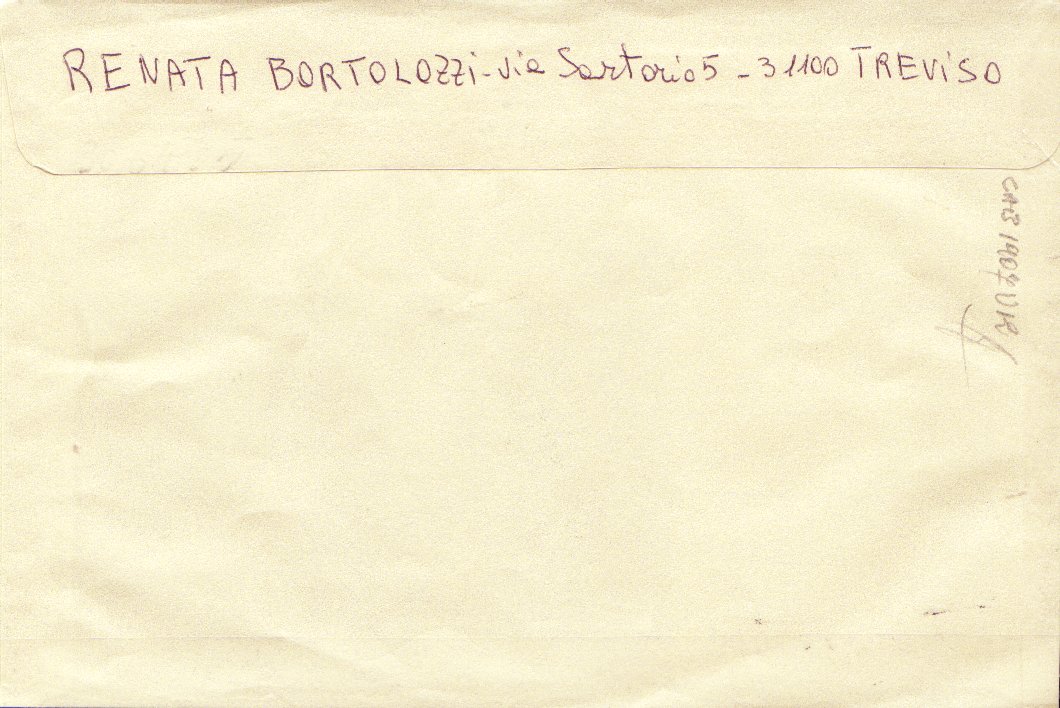 RENATA BORTOLOZZI - via Sartorio 5 - 31100 TREVISO